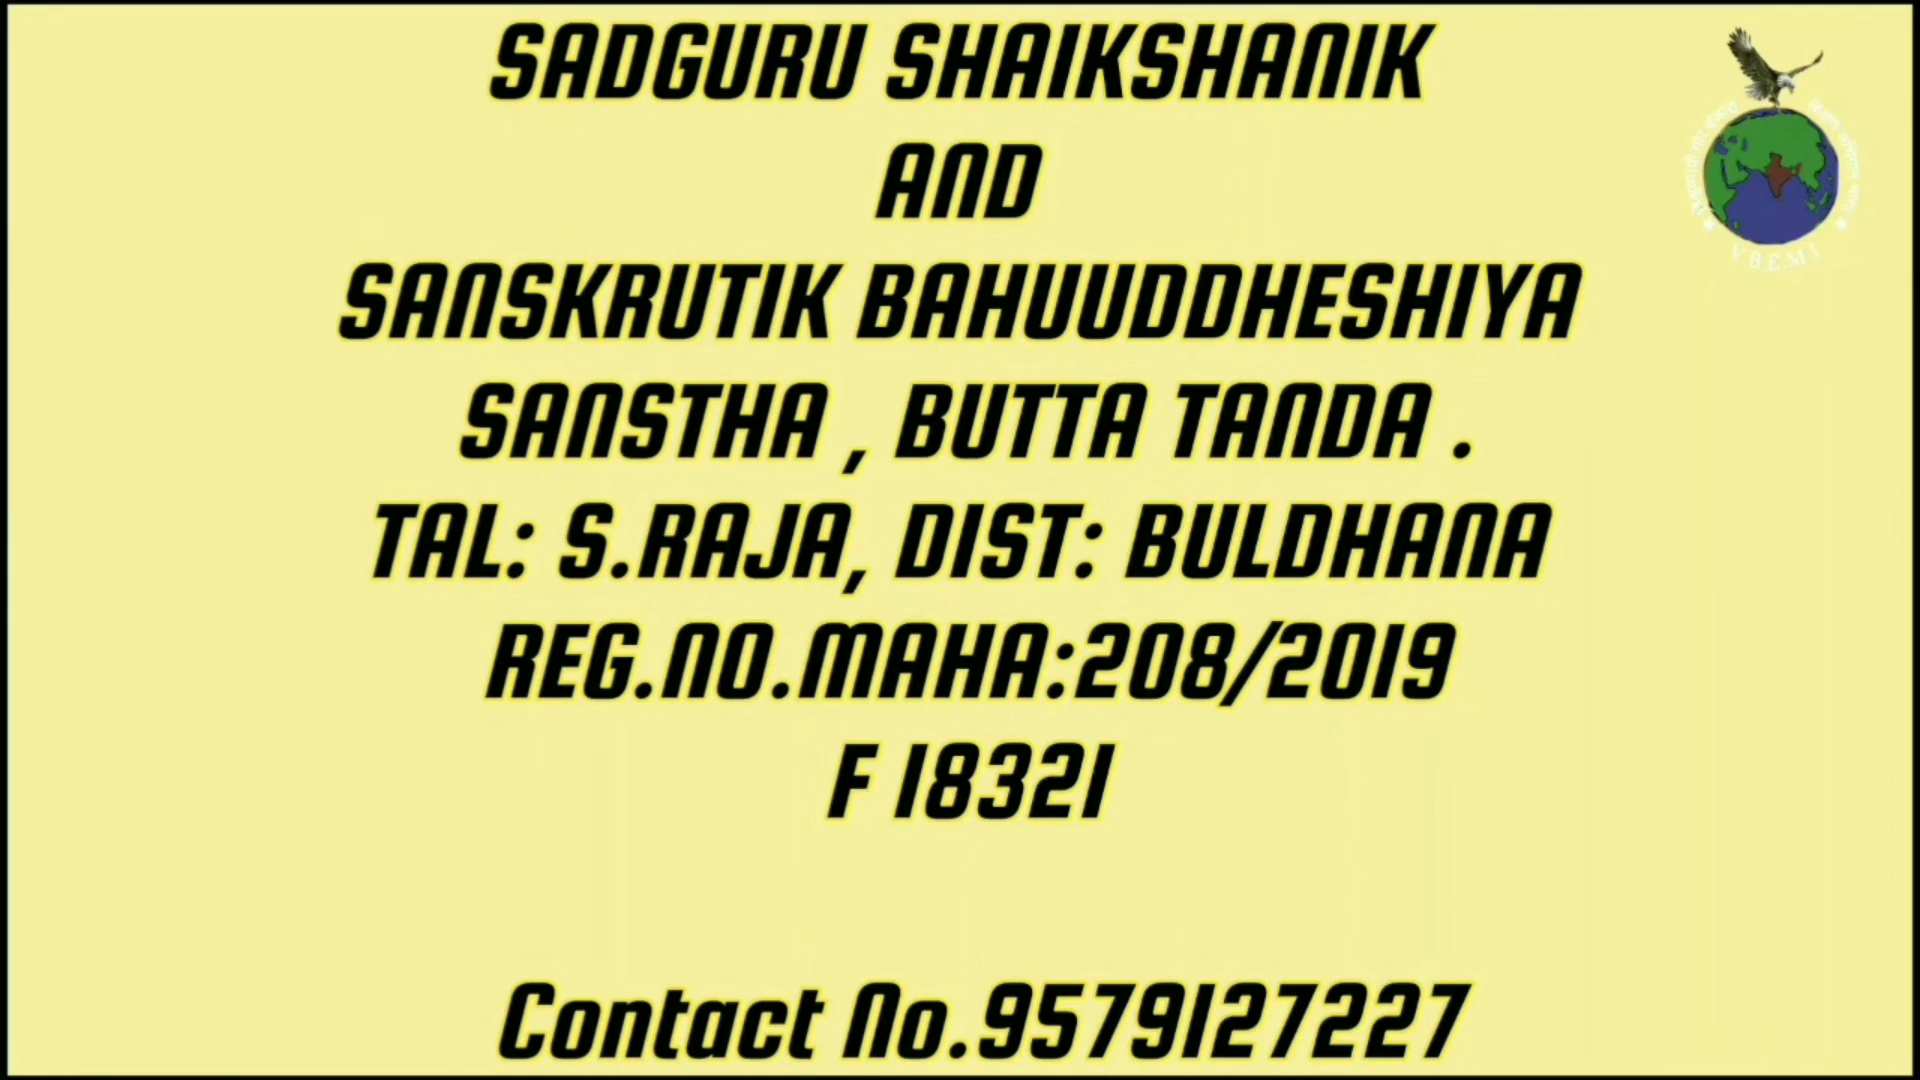 SADGURU SHAIKSHANIK
AND
SANSKRUTIK BAHUUDDHESHIYA
SANSTHA , BUTTA TANDA .
TAL: S.RAJA, DIST: BULDHANA
REG.NO.MAHA:208/2019
F 18321
Contact No.9579127227
VBEMI